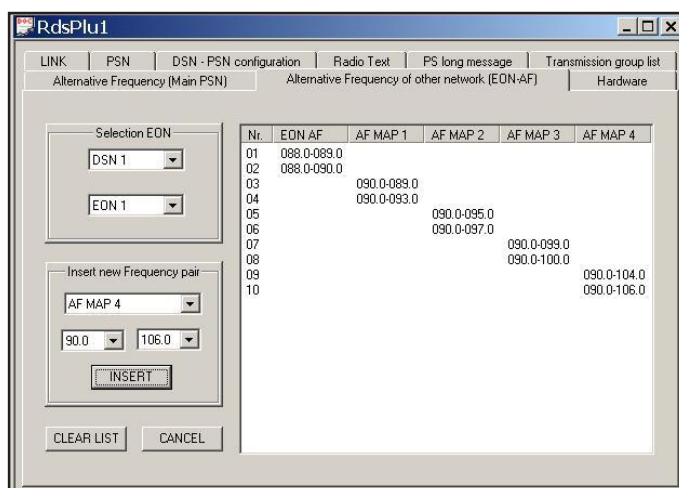 RdsPlu1
LINK PSN DSN - PSN configuration Radio Text PS long message Transmission group list
Alternative Frequency (Main PSN) Alternative Frequency of other network (EON-AF) Hardware
Selection EON
DSN 1
EON 1
Insert new Frequency pair
AF MAP 4
90.0 106.0
INSERT
CLEAR LIST CANCEL
Nr. EON AF AF MAP 1 AF MAP 2 AF MAP 3 AF MAP 4
01 088.0-089.0
02 088.0-090.0
03 090.0-089.0
04 090.0-093.0
05 090.0-095.0
06 090.0-097.0
07 090.0-099.0
08 090.0-100.0
09 090.0-104.0
10 090.0-106.0